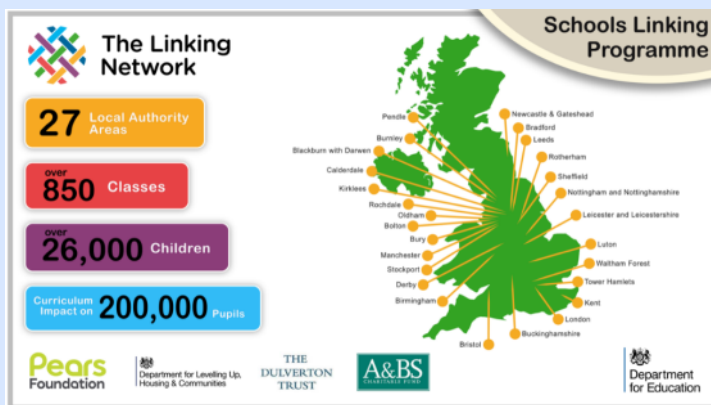 The Linking
Network
Schools Linking
Programme
27 Local Authority
Areas
over
850 Classes
over
26,000 Children
Curriculum
Impact on 200,000 Pupils
Pendle
Burnley
Blackburn with Darwen
Calderdale
Kirklees
Rochdale
Oldham
Bolton
Bury
Manchester
Stockport
Derby
Birmingham
Bristol
Newcastle & Gateshead
Bradford
Leeds
Rotherham
Sheffield
Nottingham and Nottinghamshire
Leicester and Leicestershire
Luton
Waltham Forest
Tower Hamlets
Kent
London
Buckinghamshire
Pears
Foundation
Department for Levelling Up,
Housing & Communities
THE
DULVERTON
TRUST
A&BS
CHARITABLE FUND
Department
for Education